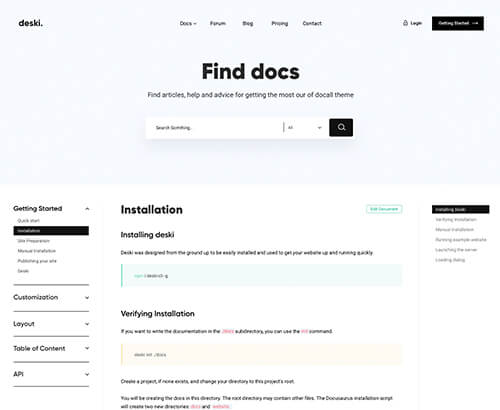 deski.
Docs
Forum
Blog
Pricing
Contact
Login
Getting Started
Find docs
Find articles, help and advice for getting the most our of docall theme
Search Somthing...
All
Getting Started
Quick start
Installation
Site Preparation
Manual Installation
Publishing your site
Deski
Customization
Layout
Table of Content
API
Installation
Edit Document
Installing deski
Deski was designed from the ground up to be easily installed and used to get your website up and running quickly.
Verifying Installation
If you want to write the documentation in the /docs subdirectory, you can use the init command.
deski init ./docs
Create a project, if none exists, and change your directory to this project's root.
You will be creating the docs in this directory. The root directory may contain other files. The Docusaurus installation script
will create two new directories: docs and website.
Installing Deski
Verifying Installation
Manual Installation
Running example website
Launching the server
Loading dialog